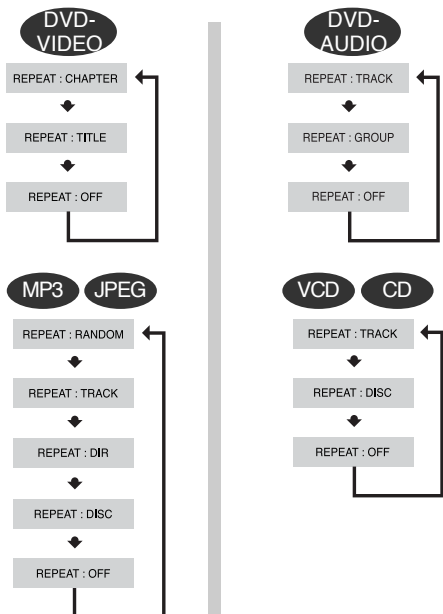 DVD-
VIDEO
REPEAT : CHAPTER
REPEAT : TITLE
REPEAT : OFF
DVD-
AUDIO
REPEAT : TRACK
REPEAT : GROUP
REPEAT : OFF
MP3 JPEG
REPEAT : RANDOM
REPEAT : TRACK
REPEAT : DIR
REPEAT : DISC
REPEAT : OFF
VCD CD
REPEAT : TRACK
REPEAT : DISC
REPEAT : OFF